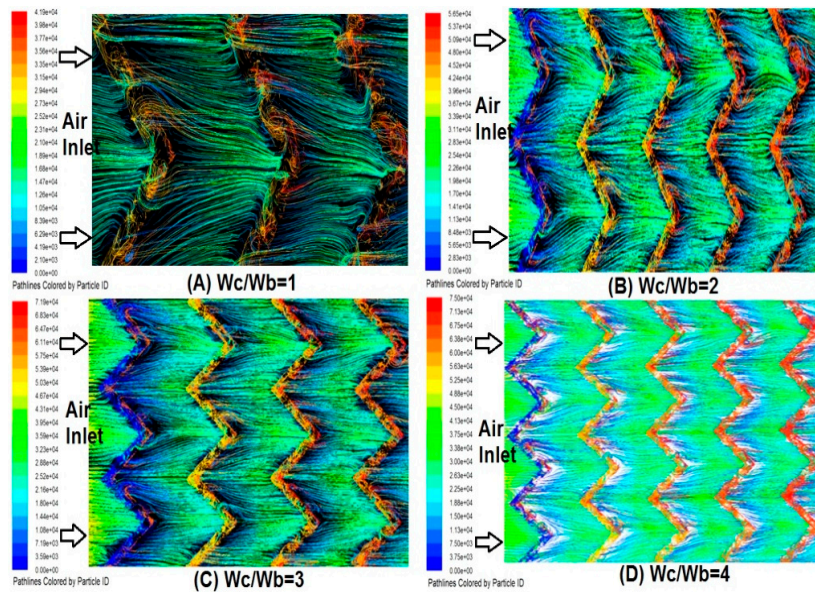 4.19e+04
3.98e+04
3.77e+04
3.56e+04
3.35e+04
3.15e+04
2.94e+04
2.73e+04
2.52e+04
2.31e+04
2.10e+04
1.89e+04
1.68e+04
1.47e+04
1.26e+04
1.05e+04
8.39e+03
6.29e+03
4.19e+03
2.10e+03
0.00e+00
Air
Inlet
Pathlines Colored by Particle ID
(A) Wc/Wb=1
5.65e+04
5.37e+04
5.09e+04
4.80e+04
4.52e+04
4.24e+04
3.96e+04
3.67e+04
3.39e+04
3.11e+04
2.83e+04
2.54e+04
2.26e+04
1.98e+04
1.70e+04
1.41e+04
1.13e+04
8.48e+03
5.65e+03
2.83e+03
0.00e+00
Air
Inlet
Pathlines Colored by Particle ID
(B) Wc/Wb=2
7.19e+04
6.83e+04
6.47e+04
6.11e+04
5.75e+04
5.39e+04
5.03e+04
4.67e+04
4.31e+04
3.95e+04
3.59e+04
3.23e+04
2.88e+04
2.52e+04
2.16e+04
1.80e+04
1.44e+04
1.08e+04
7.19e+03
3.59e+03
0.00e+00
Air
Inlet
Pathlines Colored by Particle ID
(C) Wc/Wb=3
7.50e+04
7.13e+04
6.75e+04
6.38e+04
6.00e+04
5.63e+04
5.25e+04
4.88e+04
4.50e+04
4.13e+04
3.75e+04
3.38e+04
3.00e+04
2.63e+04
2.25e+04
1.88e+04
1.50e+04
1.13e+04
7.50e+03
3.75e+03
0.00e+00
Air
Inlet
Pathlines Colored by Particle ID
(D) Wc/Wb=4